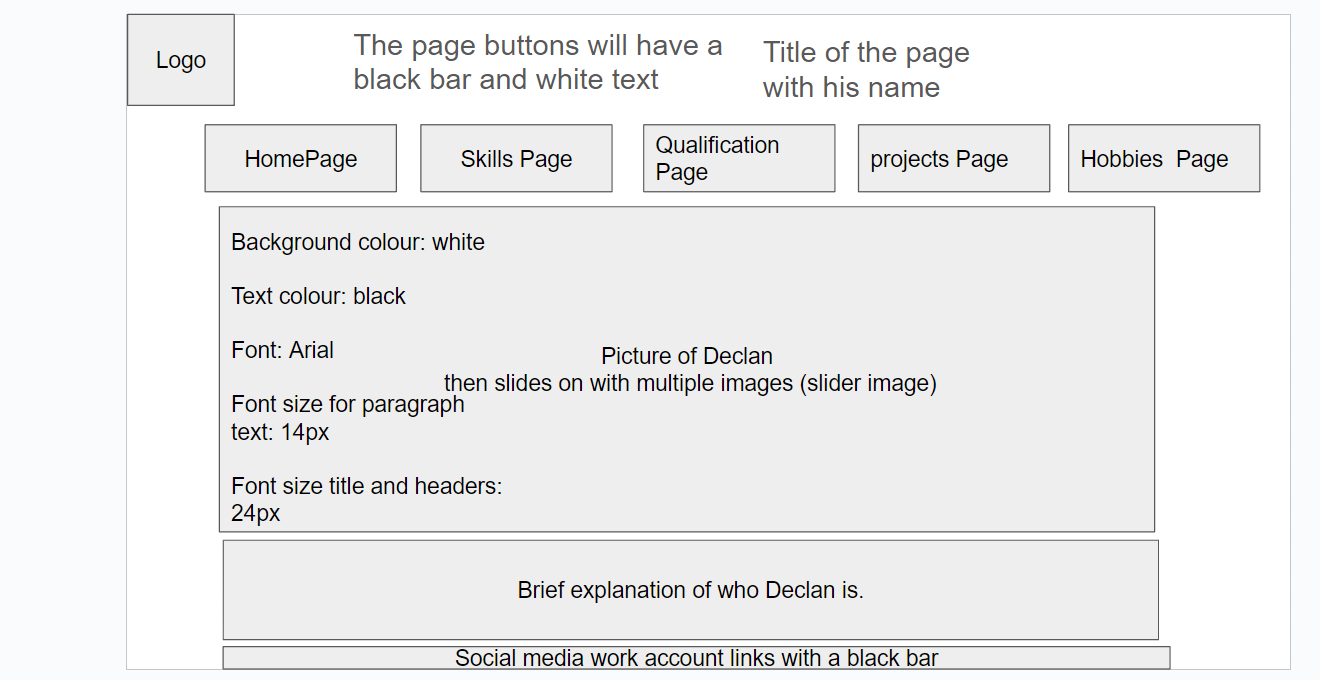 Logo
The page buttons will have a
black bar and white text
Title of the page
with his name
HomePage
Skills Page
Qualification
Page
projects Page
Hobbies  Page
Background colour: white
Text colour: black
Font: Arial
Font size for paragraph
text: 14px
Font size title and headers:
24px
Picture of Declan
then slides on with multiple images (slider image)
Brief explanation of who Declan is.
Social media work account links with a black bar